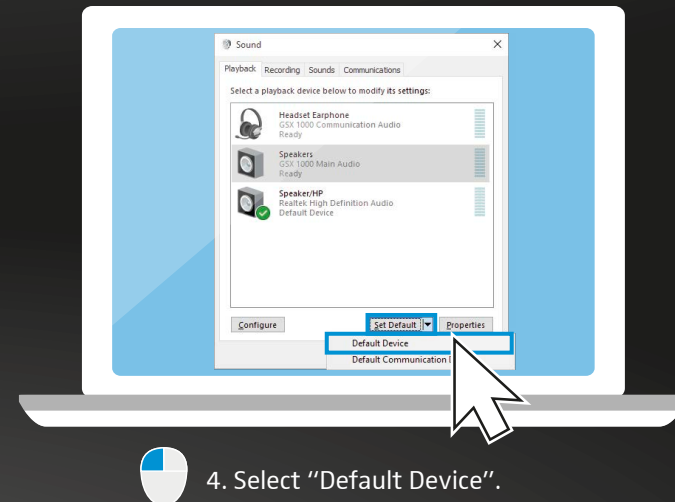 Sound
Playback Recording Sounds Communications
Select a playback device below to modify its settings:
Headset Earphone
GSX 1000 Communication Audio
Ready
Speakers
GSX 1000 Main Audio
Ready
Speaker/HP
Realtek High Definition Audio
Default Device
Configure Set Default Properties
Default Device
Default Communication
4. Select "Default Device".